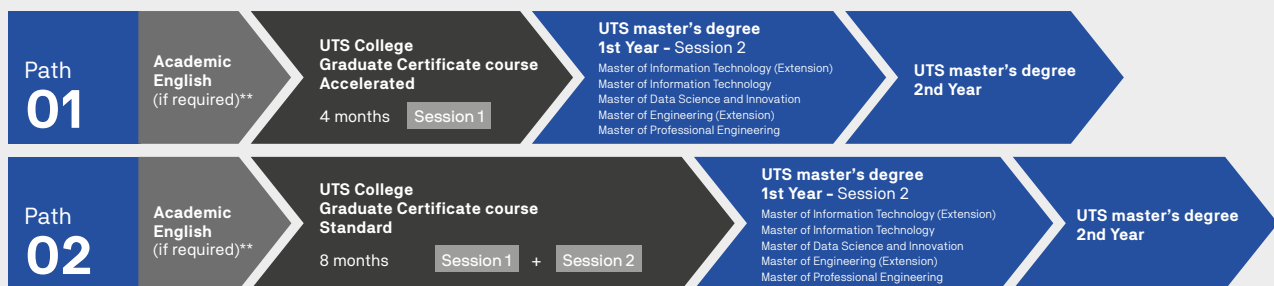 Path
01
Academic
English
(if required)**
UTS College
Graduate Certificate course
Accelerated
4 months Session 1
UTS master's degree
1st Year - Session 2
Master of Information Technology (Extension)
Master of Information Technology
Master of Data Science and Innovation
Master of Engineering (Extension)
Master of Professional Engineering
UTS master's degree
2nd Year
Path
02
Academic
English
(if required)**
UTS College
Graduate Certificate course
Standard
8 months Session 1 + Session 2
UTS master's degree
1st Year - Session 2
Master of Information Technology (Extension)
Master of Information Technology
Master of Data Science and Innovation
Master of Engineering (Extension)
Master of Professional Engineering
UTS master's degree
2nd Year